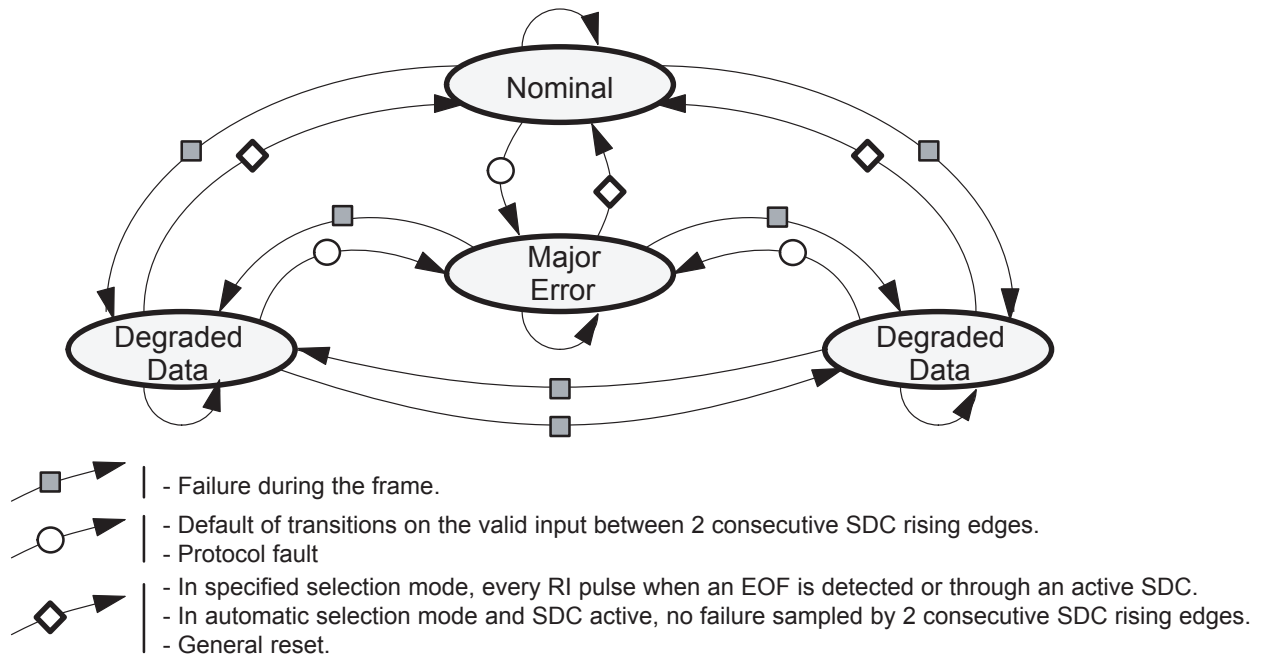 Nominal
Major
Error
Degraded
Data
Degraded
Data
- Failure during the frame.
- Default of transitions on the valid input between 2 consecutive SDC rising edges.
- Protocol fault
- In specified selection mode, every RI pulse when an EOF is detected or through an active SDC.
- In automatic selection mode and SDC active, no failure sampled by 2 consecutive SDC rising edges.
- General reset.